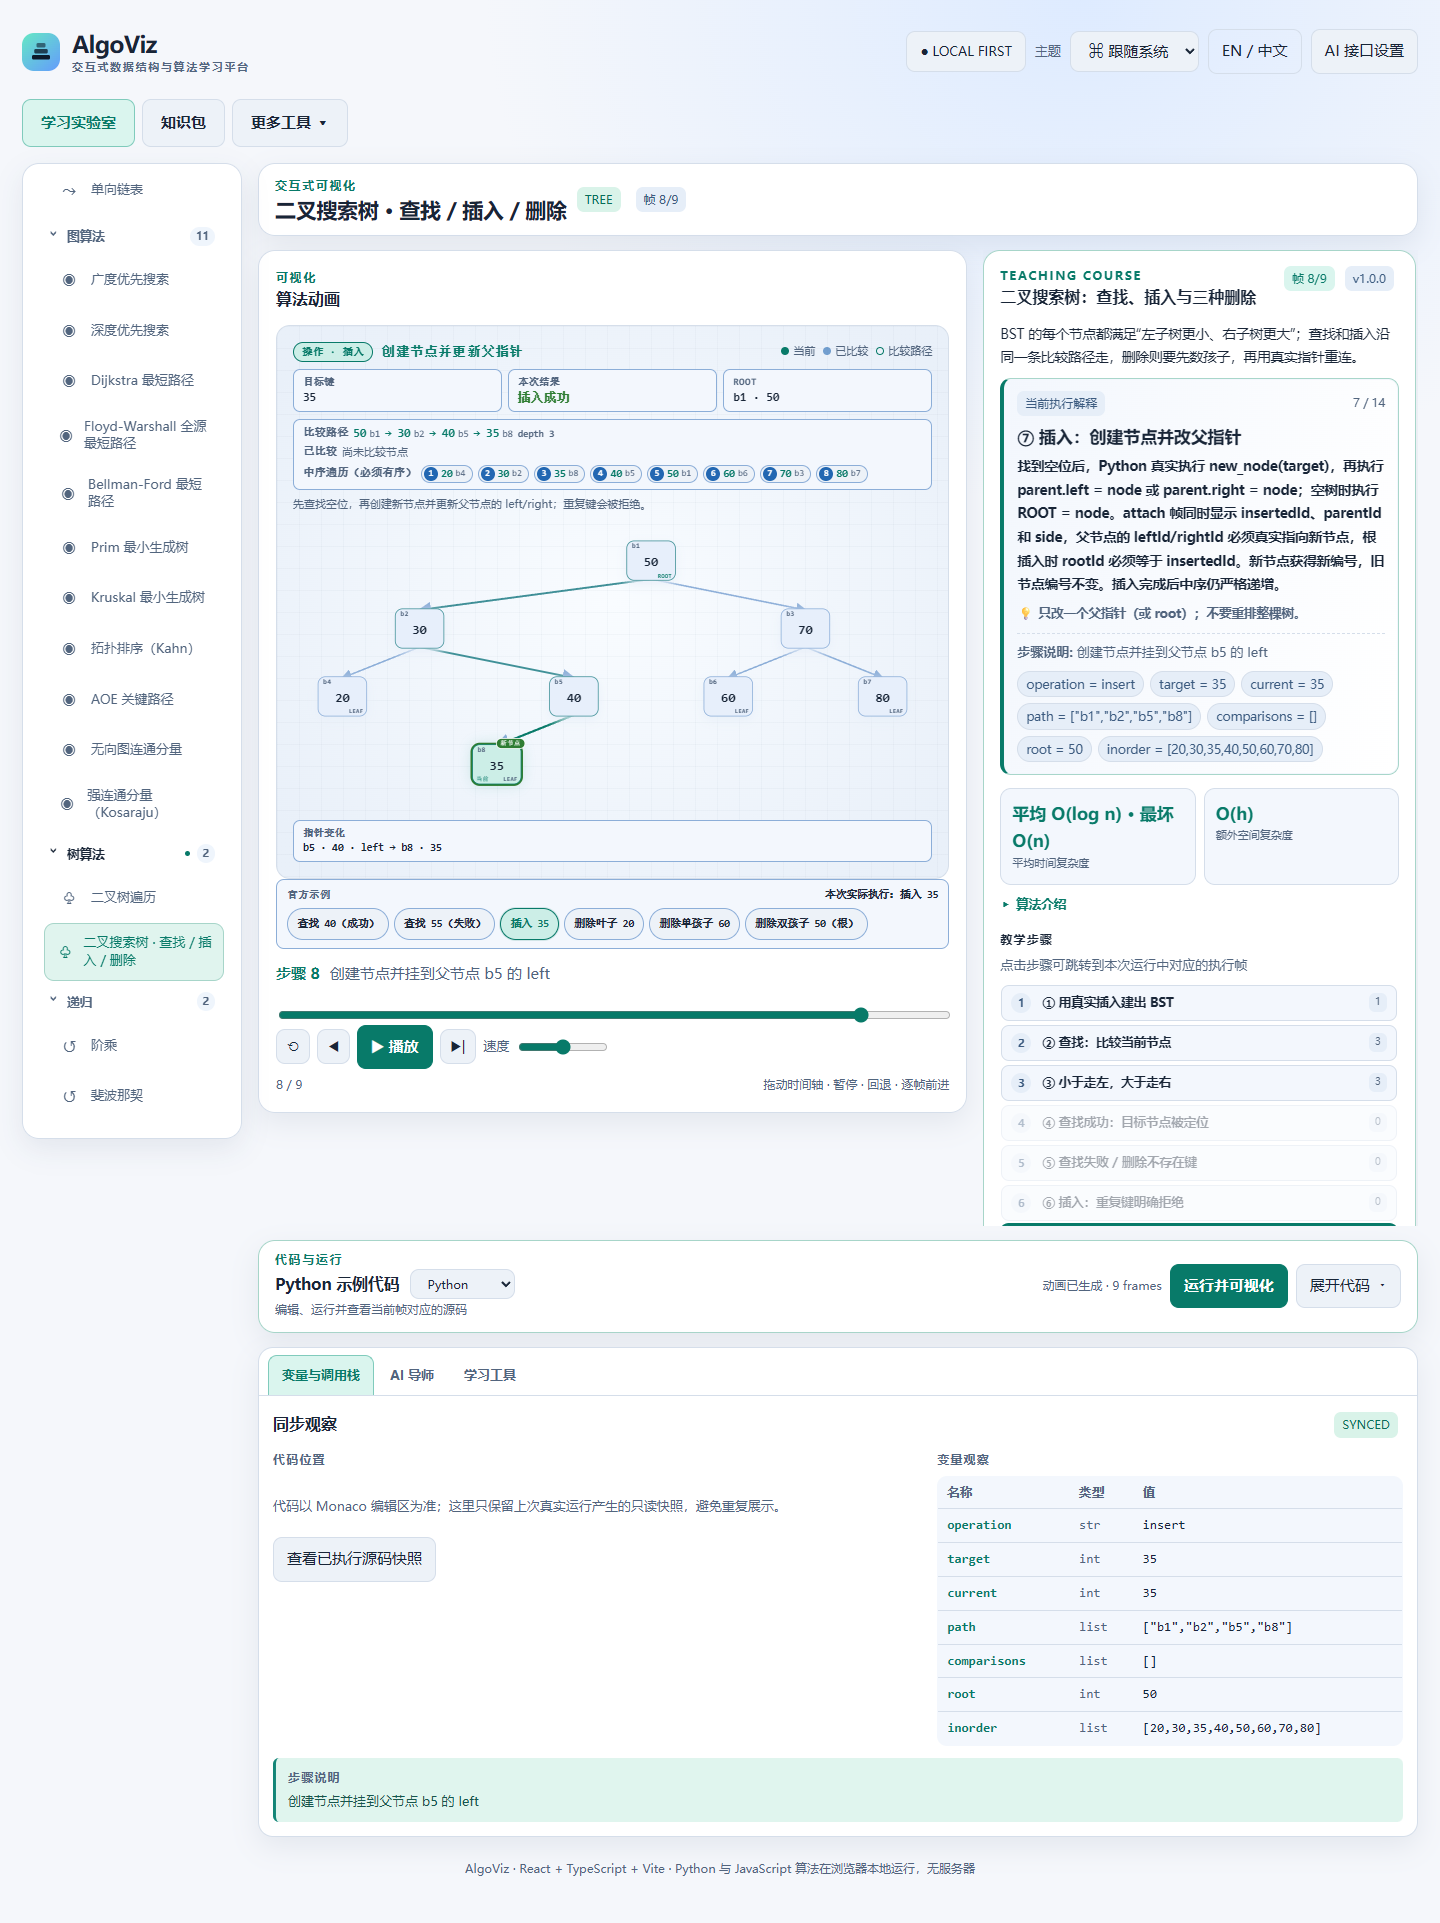 AlgoViz
交互式数据结构与算法学习平台
● LOCAL FIRST
主题
⌘ 跟随系统
EN / 中文
AI 接口设置
学习实验室
知识包
更多工具 ▾
单向链表
图算法 11
广度优先搜索
深度优先搜索
Dijkstra 最短路径
Floyd-Warshall 全源
最短路径
Bellman-Ford 最短
路径
Prim 最小生成树
Kruskal 最小生成树
拓扑排序（Kahn）
AOE 关键路径
无向图连通分量
强连通分量
（Kosaraju）
树算法 • 2
二叉树遍历
二叉搜索树 · 查找 / 插
入 / 删除
递归 2
阶乘
斐波那契
交互式可视化
二叉搜索树 • 查找 / 插入 / 删除
TREE
帧 8/9
可视化
算法动画
操作 · 插入
创建节点并更新父指针
当前
已比较
比较路径
目标键
35
本次结果
插入成功
ROOT
b1 · 50
比较路径 50 b1 → 30 b2 → 40 b5 → 35 b8 depth 3
已比较 尚未比较节点
中序遍历（必须有序） 1 20 b4 2 30 b2 3 35 b8 4 40 b5 5 50 b1 6 60 b6 7 70 b3 8 80 b7
先查找空位，再创建新节点并更新父节点的 left/right；重复键会被拒绝。
b1
50
ROOT
b2
30
b3
70
b4
20
LEAF
b5
40
b6
60
LEAF
b7
80
LEAF
新节点
b8
35
当前 LEAF
指针变化
b5 · 40 · left → b8 · 35
官方示例
本次实际执行：插入 35
查找 40（成功）
查找 55（失败）
插入 35
删除叶子 20
删除单孩子 60
删除双孩子 50（根）
步骤 8 创建节点并挂到父节点 b5 的 left
▶ 播放
速度
8 / 9
拖动时间轴 · 暂停 · 回退 · 逐帧前进
TEACHING COURSE
二叉搜索树：查找、插入与三种删除
帧 8/9
v1.0.0
BST 的每个节点都满足“左子树更小、右子树更大”；查找和插入沿
同一条比较路径走，删除则要先数孩子，再用真实指针重连。
当前执行解释
7 / 14
⑦ 插入：创建节点并改父指针
找到空位后，Python 真实执行 new_node(target)，再执行
parent.left = node 或 parent.right = node；空树时执行
ROOT = node。attach 帧同时显示 insertedId、parentId
和 side，父节点的 leftId/rightId 必须真实指向新节点，根
插入时 rootId 必须等于 insertedId。新节点获得新编号，旧
节点编号不变。插入完成后中序仍严格递增。
💡 只改一个父指针（或 root）；不要重排整棵树。
步骤说明: 创建节点并挂到父节点 b5 的 left
operation = insert
target = 35
current = 35
path = ["b1","b2","b5","b8"]
comparisons = []
root = 50
inorder = [20,30,35,40,50,60,70,80]
平均 O(log n) • 最坏
O(n)
平均时间复杂度
O(h)
额外空间复杂度
▸ 算法介绍
教学步骤
点击步骤可跳转到本次运行中对应的执行帧
1 ① 用真实插入建出 BST 1
2 ② 查找：比较当前节点 3
3 ③ 小于走左，大于走右 3
4 ④ 查找成功：目标节点被定位 0
5 ⑤ 查找失败 / 删除不存在键 0
6 ⑥ 插入：重复键明确拒绝 0
代码与运行
Python 示例代码
Python
编辑、运行并查看当前帧对应的源码
动画已生成 · 9 frames
运行并可视化
展开代码
变量与调用栈
AI 导师
学习工具
同步观察
SYNCED
代码位置
代码以 Monaco 编辑区为准；这里只保留上次真实运行产生的只读快照，避免重复展示。
查看已执行源码快照
变量观察
名称 类型 值
operation str insert
target int 35
current int 35
path list ["b1","b2","b5","b8"]
comparisons list []
root int 50
inorder list [20,30,35,40,50,60,70,80]
步骤说明
创建节点并挂到父节点 b5 的 left
AlgoViz · React + TypeScript + Vite · Python 与 JavaScript 算法在浏览器本地运行，无服务器